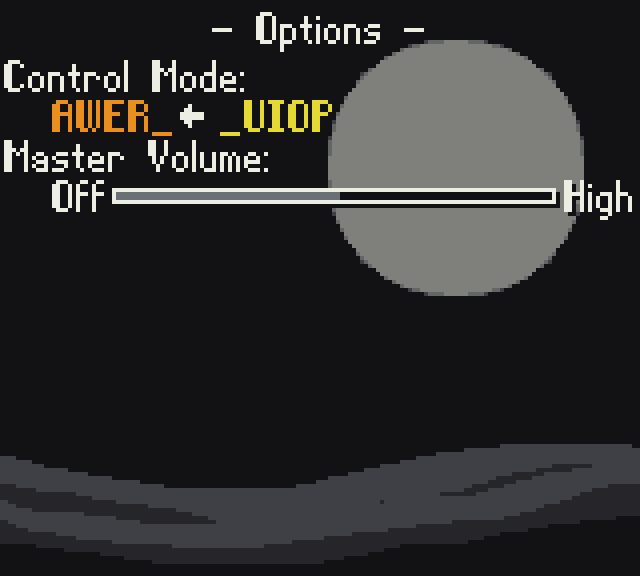 - Options -
Control Mode:
AWER_ ← _UIOP
Master Volume:
Off High